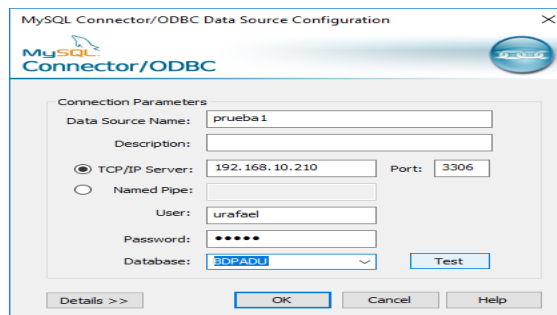 MySQL Connector/ODBC Data Source Configuration
MySQL
Connector/ODBC
Connection Parameters
Data Source Name: prueba1
Description:
TCP/IP Server: 192.168.10.210 Port: 3306
Named Pipe:
User: urafael
Password: •••••
Database: BDPADU Test
Details >> OK Cancel Help